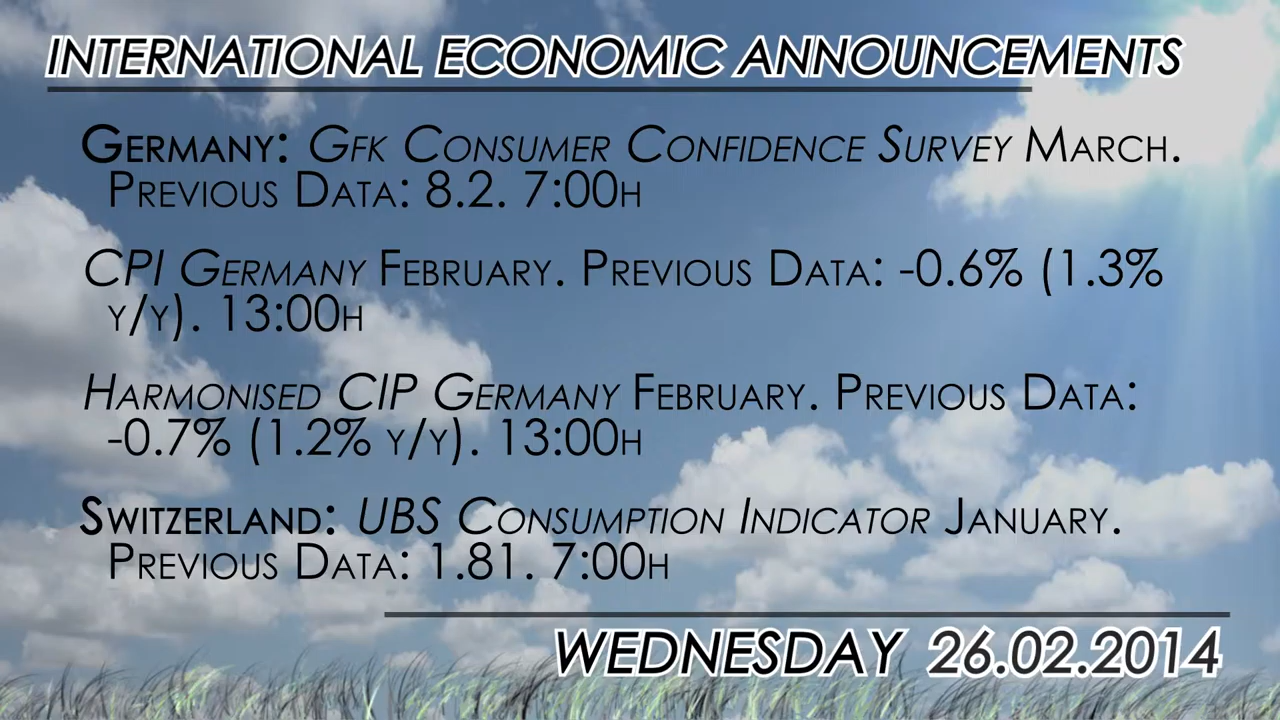 INTERNATIONAL ECONOMIC ANNOUNCEMENTS
GERMANY: GFK CONSUMER CONFIDENCE SURVEY MARCH.
PREVIOUS DATA: 8.2. 7:00H
CPI GERMANY FEBRUARY. PREVIOUS DATA: -0.6% (1.3%
Y/Y). 13:00H
HARMONISED CIP GERMANY FEBRUARY. PREVIOUS DATA:
-0.7% (1.2% Y/Y). 13:00H
SWITZERLAND: UBS CONSUMPTION INDICATOR JANUARY.
PREVIOUS DATA: 1.81. 7:00H
WEDNESDAY 26.02.2014